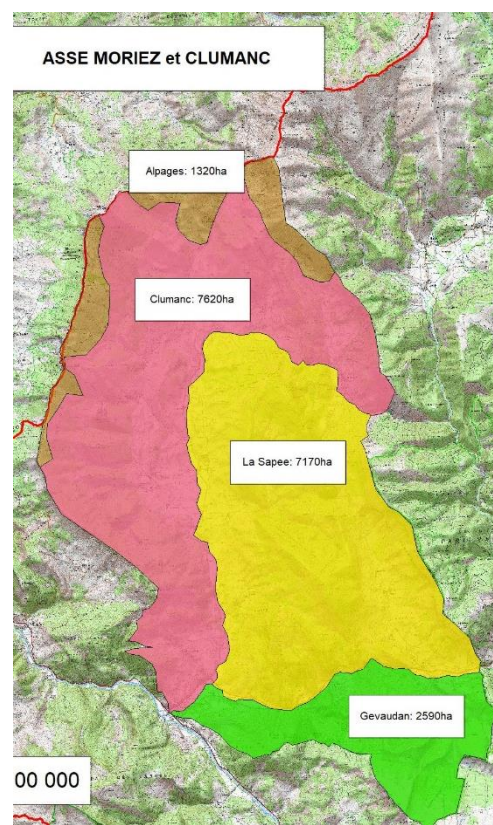 ASSE MORIEZ et CLUMANC
Alpages: 1320ha
Clumanc: 7620ha
La Sapee: 7170ha
Gevaudan: 2590ha
00 000